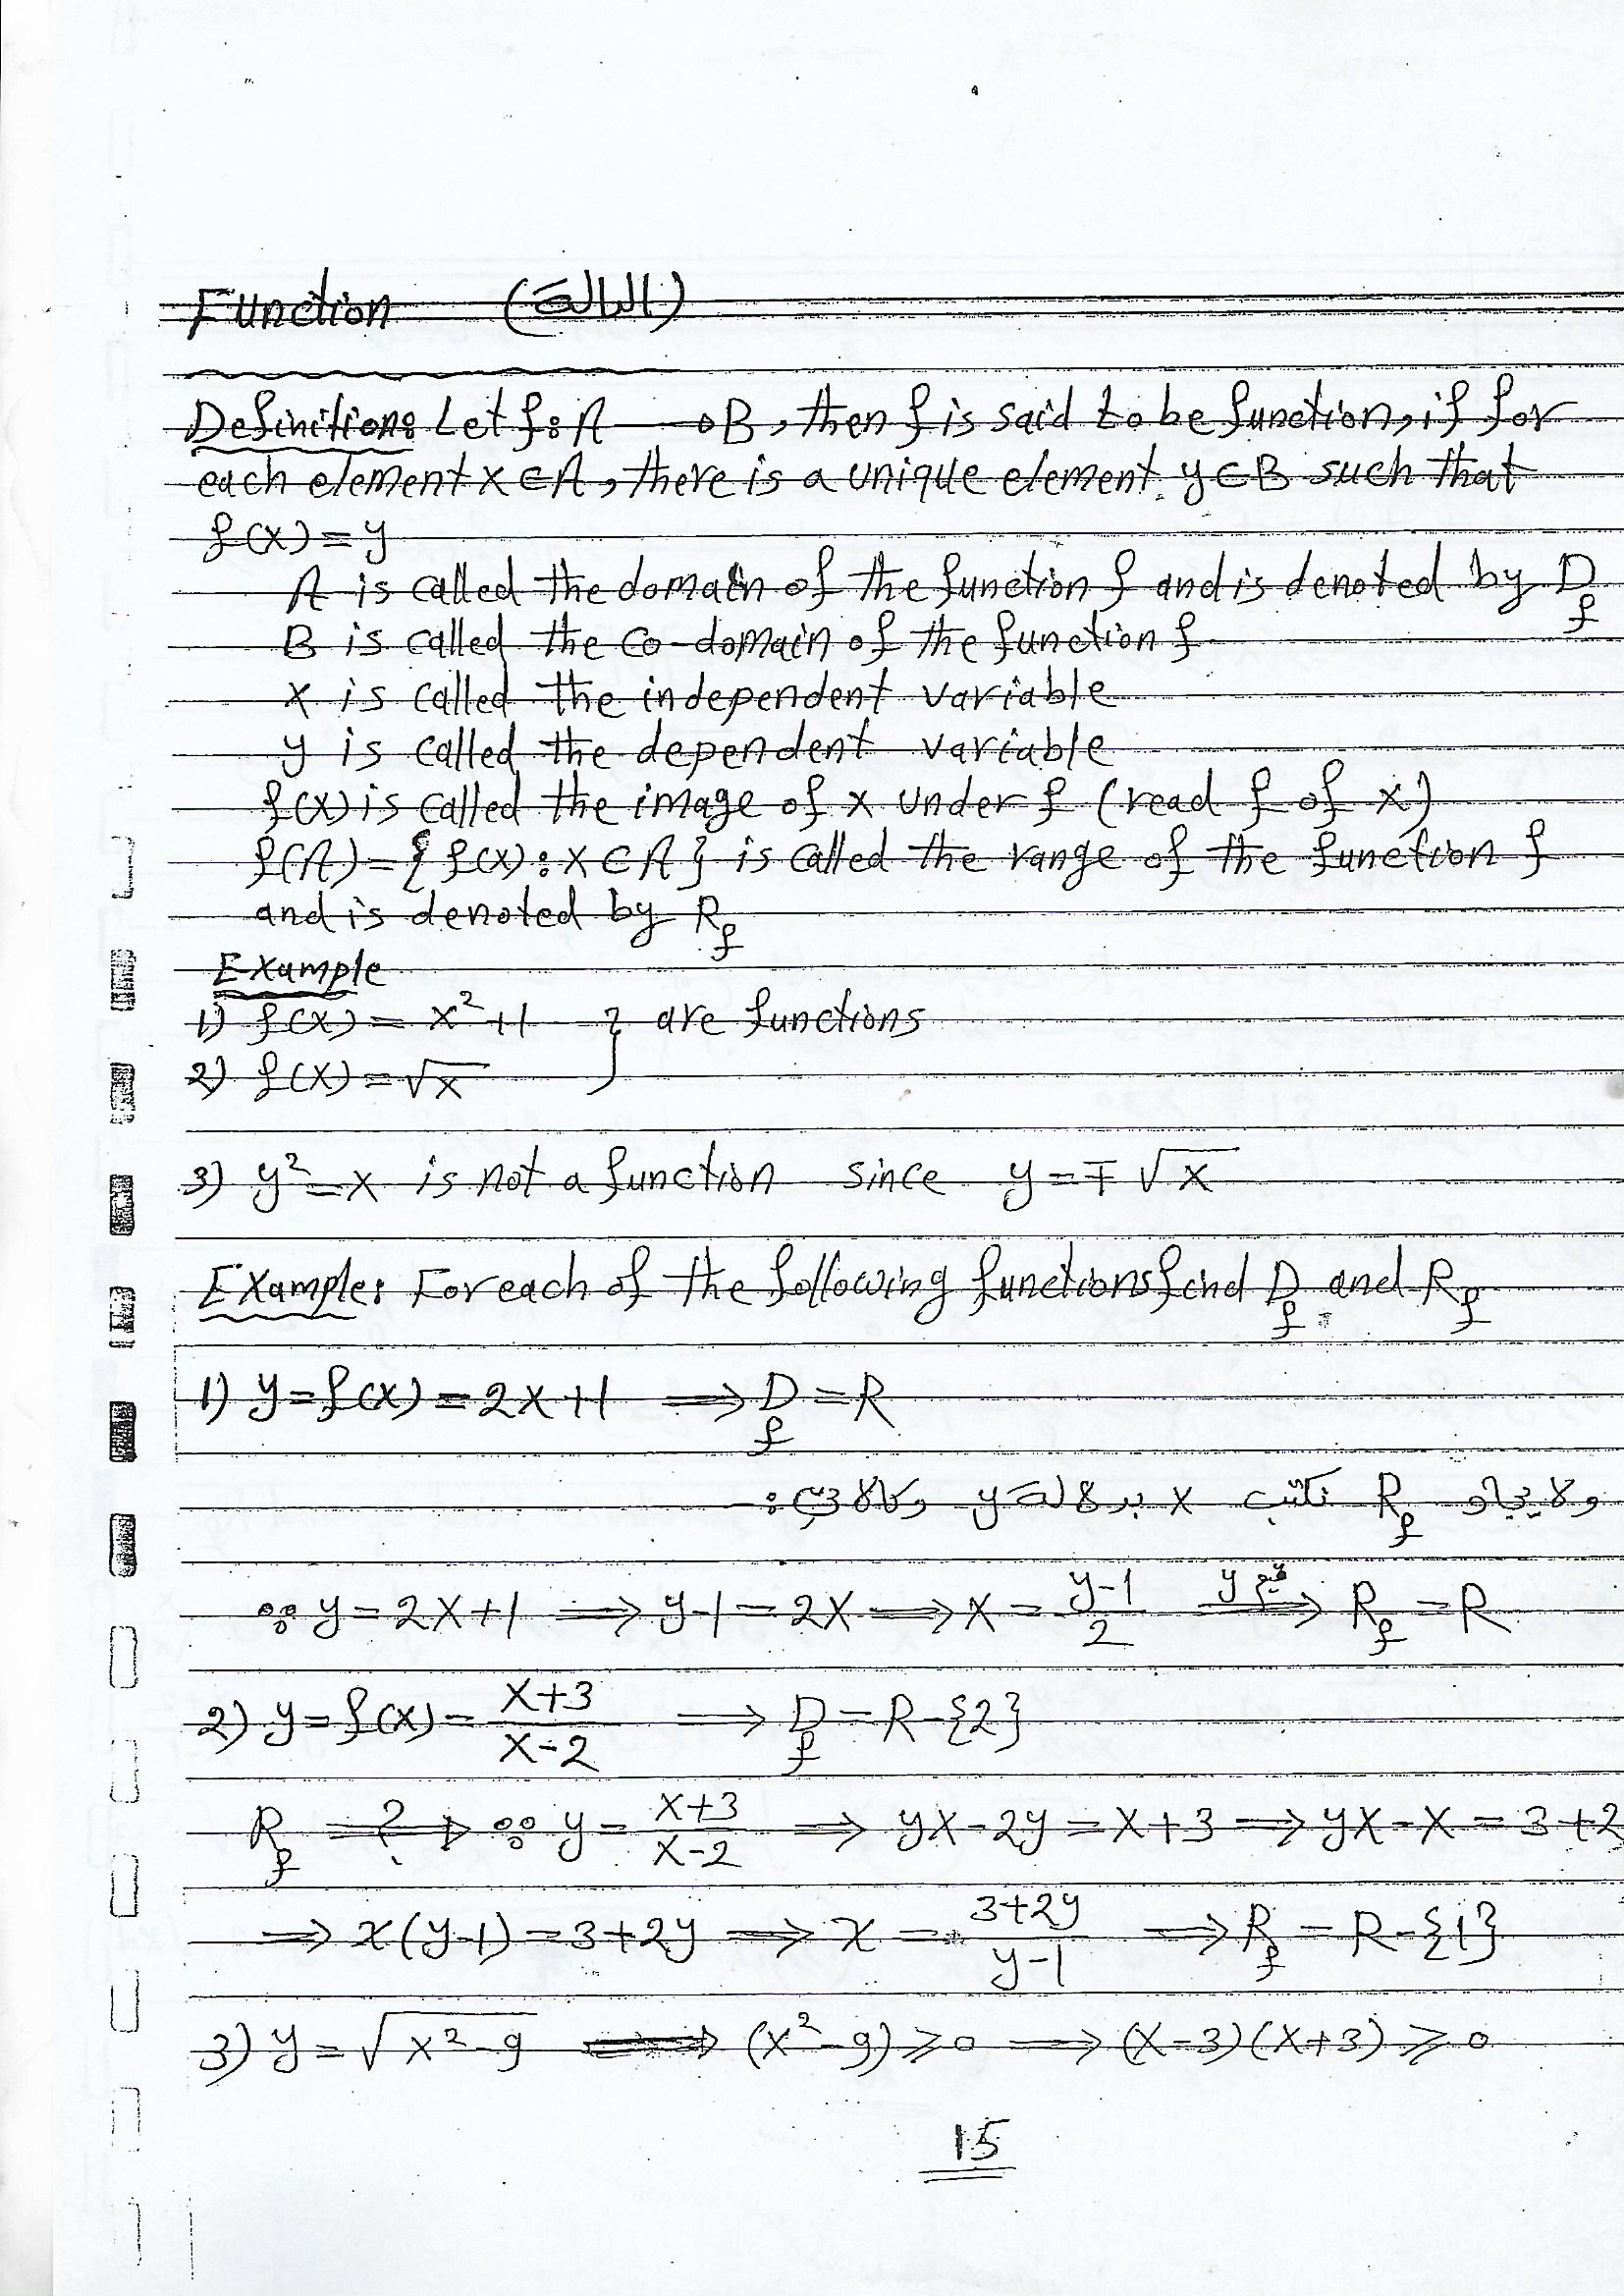 Function (الدالة)
Definition: Let f: A → B, then f is said to be function, if for
each element x ∈ A, there is a unique element y ∈ B such that
f(x) = y
A is called the domain of the function f and is denoted by D_f
B is called the co-domain of the function f
x is called the independent variable
y is called the dependent variable
f(x) is called the image of x under f (read f of x)
f(A) = { f(x) : x ∈ A } is called the range of the function f
and is denoted by R_f
Example
1) f(x) = x² + 1 } are functions
2) f(x) = √x
3) y² = x is not a function since y = ∓ √x
Example: For each of the following functions find D_f and R_f
1) y = f(x) = 2x + 1 ⟹ D_f = R
ولايجاد R_f نكتب x بدلالة y وكالاتي :
∵ y = 2x + 1 ⟹ y - 1 = 2x ⟹ x = (y-1)/2 ⟹ قيم y R_f = R
2) y = f(x) = (x+3)/(x-2) ⟹ D_f = R - {2}
R_f = ? ⟹ ∵ y = (x+3)/(x-2) ⟹ yx - 2y = x + 3 ⟹ yx - x = 3 + 2
⟹ x(y-1) = 3 + 2y ⟹ x = (3+2y)/(y-1) ⟹ R_f = R - {1}
3) y = √(x² - 9) ⟹ (x² - 9) ⩾ 0 ⟹ (x-3)(x+3) ⩾ 0
15